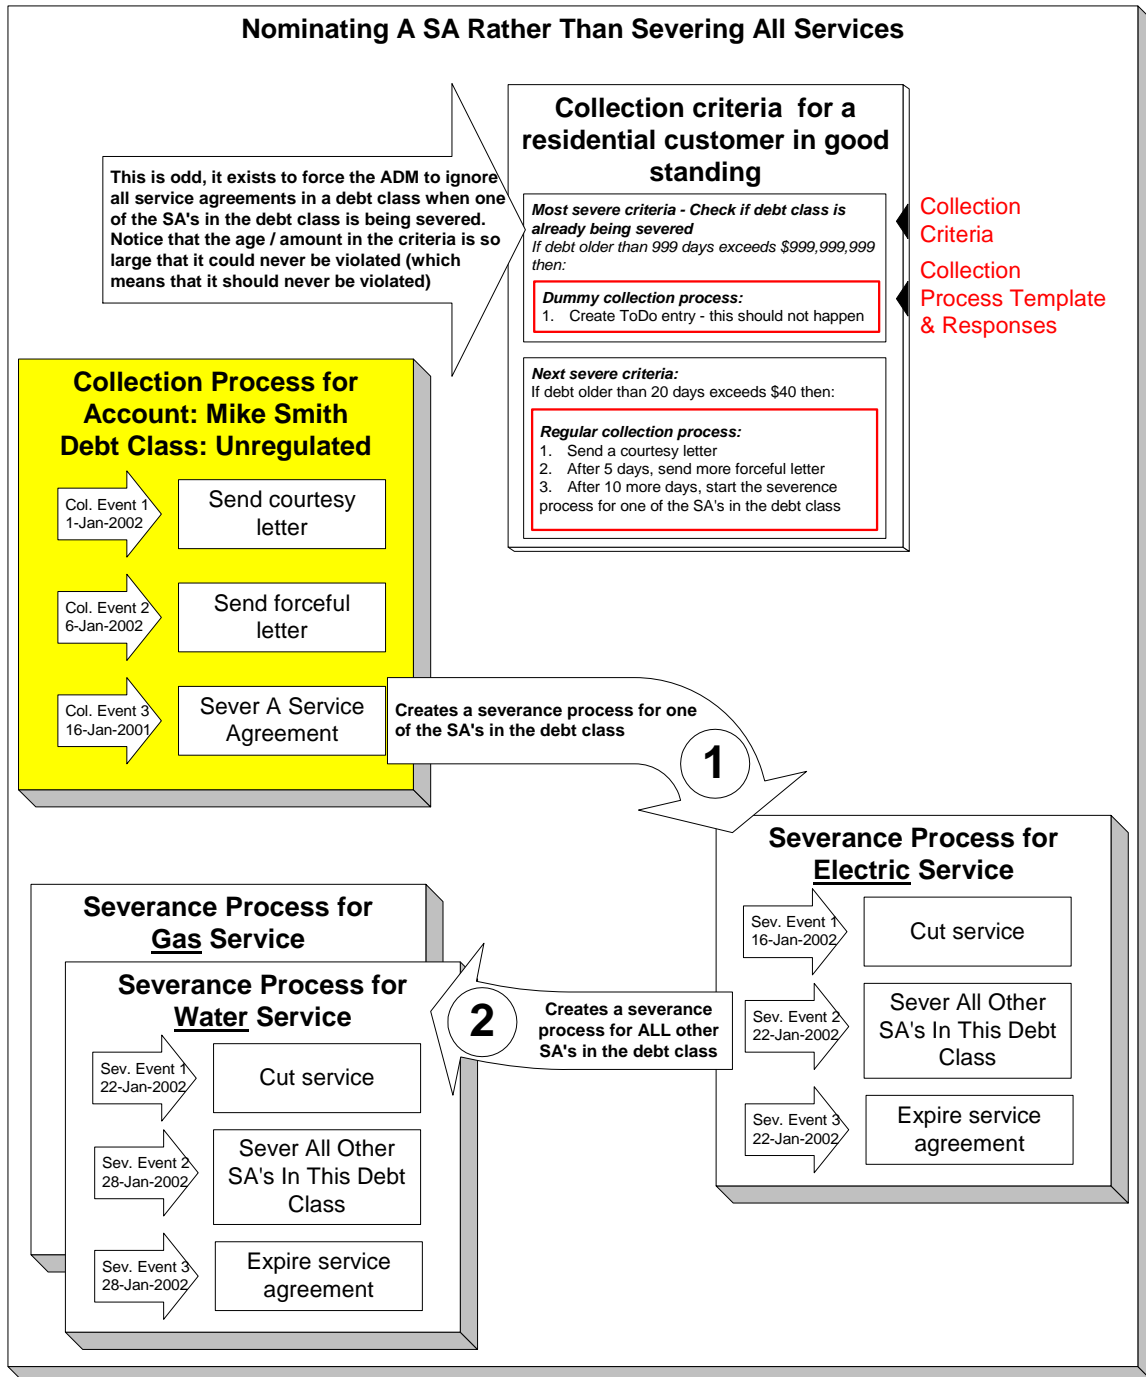 Nominating A SA Rather Than Severing All Services
This is odd, it exists to force the ADM to ignore
all service agreements in a debt class when one
of the SA's in the debt class is being severed.
Notice that the age / amount in the criteria is so
large that it could never be violated (which
means that it should never be violated)
Collection criteria for a
residential customer in good
standing
Most severe criteria - Check if debt class is
already being severed
If debt older than 999 days exceeds $999,999,999
then:
Dummy collection process:
1. Create ToDo entry - this should not happen
Next severe criteria:
If debt older than 20 days exceeds $40 then:
Regular collection process:
1. Send a courtesy letter
2. After 5 days, send more forceful letter
3. After 10 more days, start the severence
process for one of the SA's in the debt class
Collection
Criteria
Collection
Process Template
& Responses
Collection Process for
Account: Mike Smith
Debt Class: Unregulated
Col. Event 1
1-Jan-2002
Send courtesy
letter
Col. Event 2
6-Jan-2002
Send forceful
letter
Col. Event 3
16-Jan-2001
Sever A Service
Agreement
Creates a severance process for one
of the SA's in the debt class
1
Severance Process for
Electric Service
Sev. Event 1
16-Jan-2002
Cut service
Sev. Event 2
22-Jan-2002
Sever All Other
SA's In This Debt
Class
Sev. Event 3
22-Jan-2002
Expire service
agreement
2
Creates a severance
process for ALL other
SA's in the debt class
Severance Process for
Gas Service
Severance Process for
Water Service
Sev. Event 1
22-Jan-2002
Cut service
Sev. Event 2
28-Jan-2002
Sever All Other
SA's In This Debt
Class
Sev. Event 3
28-Jan-2002
Expire service
agreement